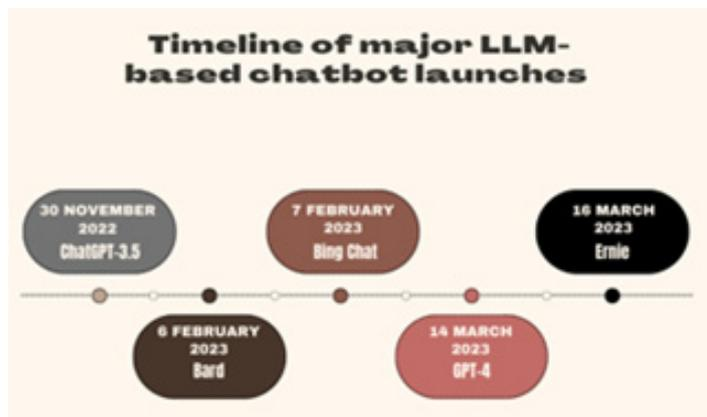 Timeline of major LLM-
based chatbot launches
30 NOVEMBER
2022
ChatGPT-3.5
6 FEBRUARY
2023
Bard
7 FEBRUARY
2023
Bing Chat
14 MARCH
2023
GPT-4
16 MARCH
2023
Ernie